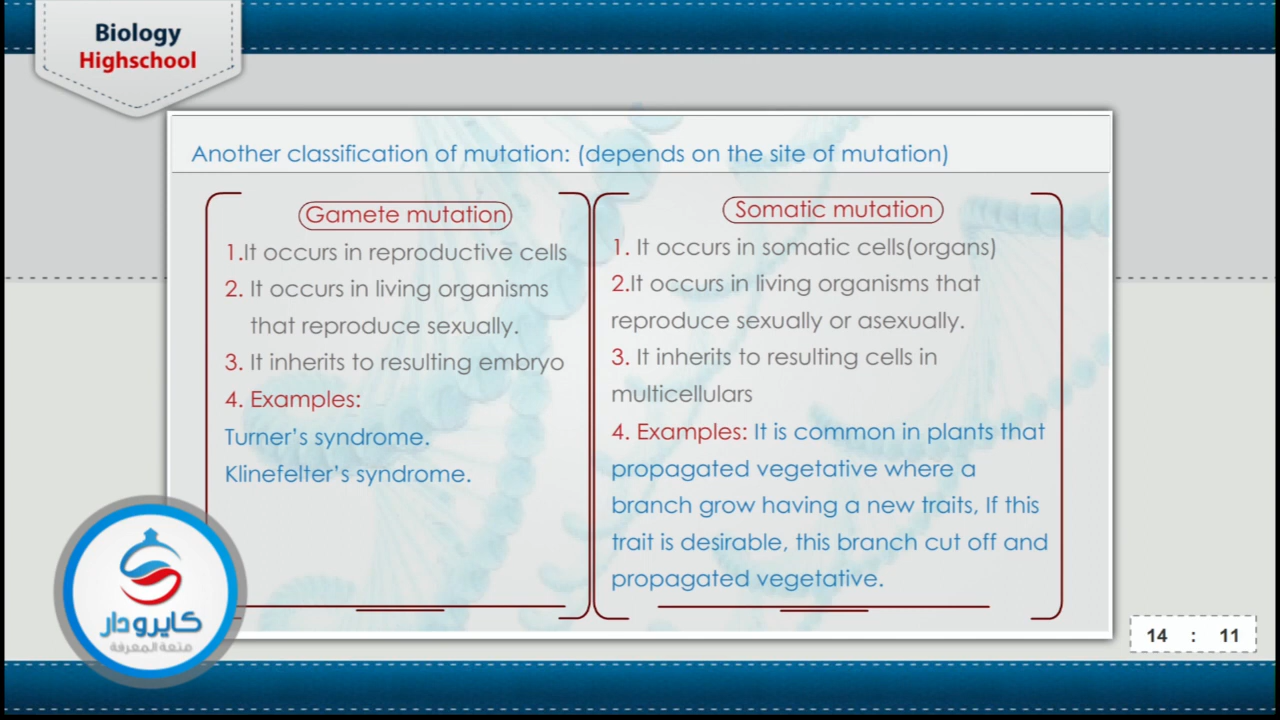 Biology
Highschool
Another classification of mutation: (depends on the site of mutation)
Gamete mutation
1.It occurs in reproductive cells
2. It occurs in living organisms
that reproduce sexually.
3. It inherits to resulting embryo
4. Examples:
Turner's syndrome.
Klinefelter's syndrome.
Somatic mutation
1. It occurs in somatic cells(organs)
2.It occurs in living organisms that
reproduce sexually or asexually.
3. It inherits to resulting cells in
multicellulars
4. Examples: It is common in plants that
propagated vegetative where a
branch grow having a new traits, If this
trait is desirable, this branch cut off and
propagated vegetative.
كايرودار
متعة المعرفة
14 : 11